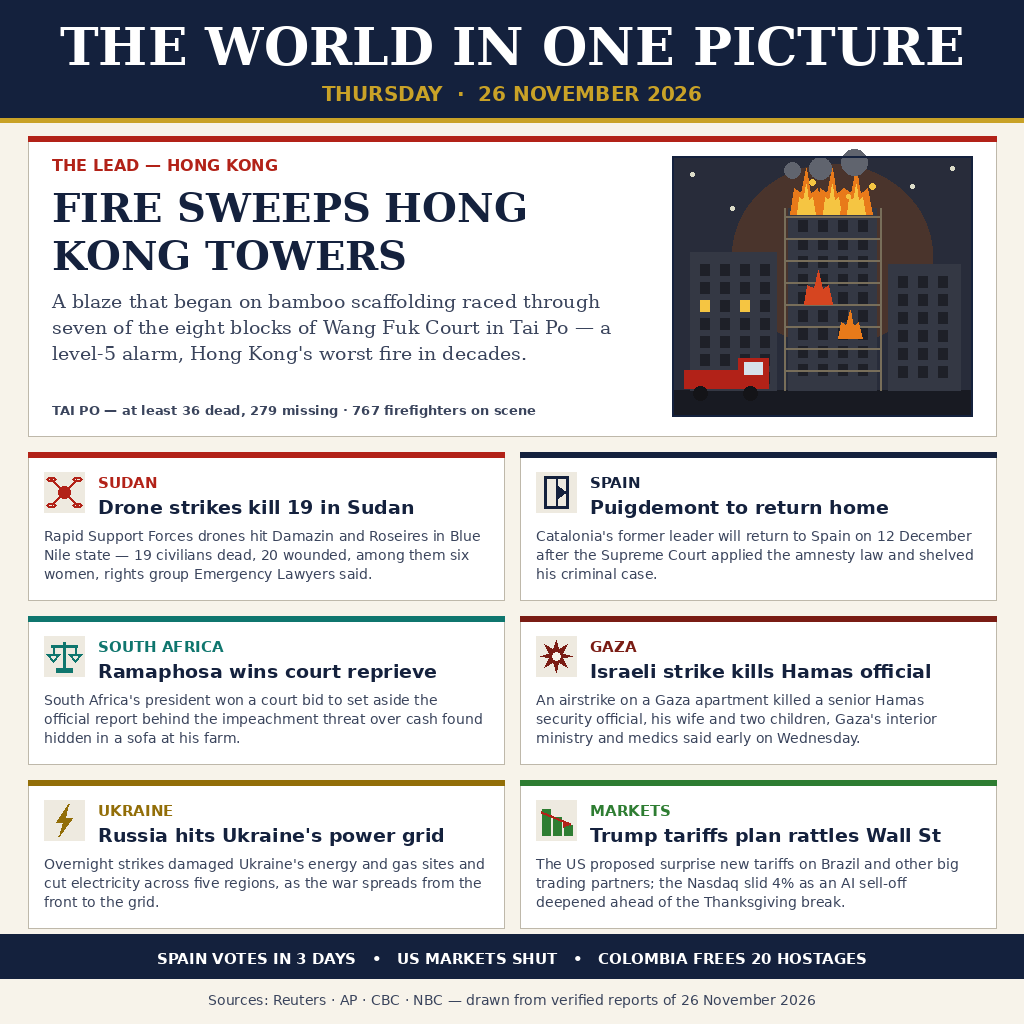 THE WORLD IN ONE PICTURE
THURSDAY · 26 NOVEMBER 2026
THE LEAD — HONG KONG
FIRE SWEEPS HONG
KONG TOWERS
A blaze that began on bamboo scaffolding raced through
seven of the eight blocks of Wang Fuk Court in Tai Po — a
level-5 alarm, Hong Kong's worst fire in decades.
TAI PO — at least 36 dead, 279 missing · 767 firefighters on scene
SUDAN
Drone strikes kill 19 in Sudan
Rapid Support Forces drones hit Damazin and Roseires in Blue
Nile state — 19 civilians dead, 20 wounded, among them six
women, rights group Emergency Lawyers said.
SPAIN
Puigdemont to return home
Catalonia's former leader will return to Spain on 12 December
after the Supreme Court applied the amnesty law and shelved
his criminal case.
SOUTH AFRICA
Ramaphosa wins court reprieve
South Africa's president won a court bid to set aside the
official report behind the impeachment threat over cash found
hidden in a sofa at his farm.
GAZA
Israeli strike kills Hamas official
An airstrike on a Gaza apartment killed a senior Hamas
security official, his wife and two children, Gaza's interior
ministry and medics said early on Wednesday.
UKRAINE
Russia hits Ukraine's power grid
Overnight strikes damaged Ukraine's energy and gas sites and
cut electricity across five regions, as the war spreads from the
front to the grid.
MARKETS
Trump tariffs plan rattles Wall St
The US proposed surprise new tariffs on Brazil and other big
trading partners; the Nasdaq slid 4% as an AI sell-off
deepened ahead of the Thanksgiving break.
SPAIN VOTES IN 3 DAYS • US MARKETS SHUT • COLOMBIA FREES 20 HOSTAGES
Sources: Reuters · AP · CBC · NBC — drawn from verified reports of 26 November 2026